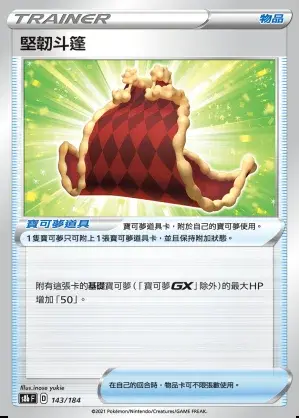 TRAINER 物品
堅韌斗篷
寶可夢道具 寶可夢道具卡,附於自己的寶可夢使用。
1隻寶可夢只可附上1張寶可夢道具卡,並且保持附加狀態。
附有這張卡的基礎寶可夢(「寶可夢GX」除外)的最大HP
增加「50」。
Illus.inose yukie
s8b F D 143/184
在自己的回合時,物品卡可不限張數使用。
©2021 Pokémon/Nintendo/Creatures/GAME FREAK.